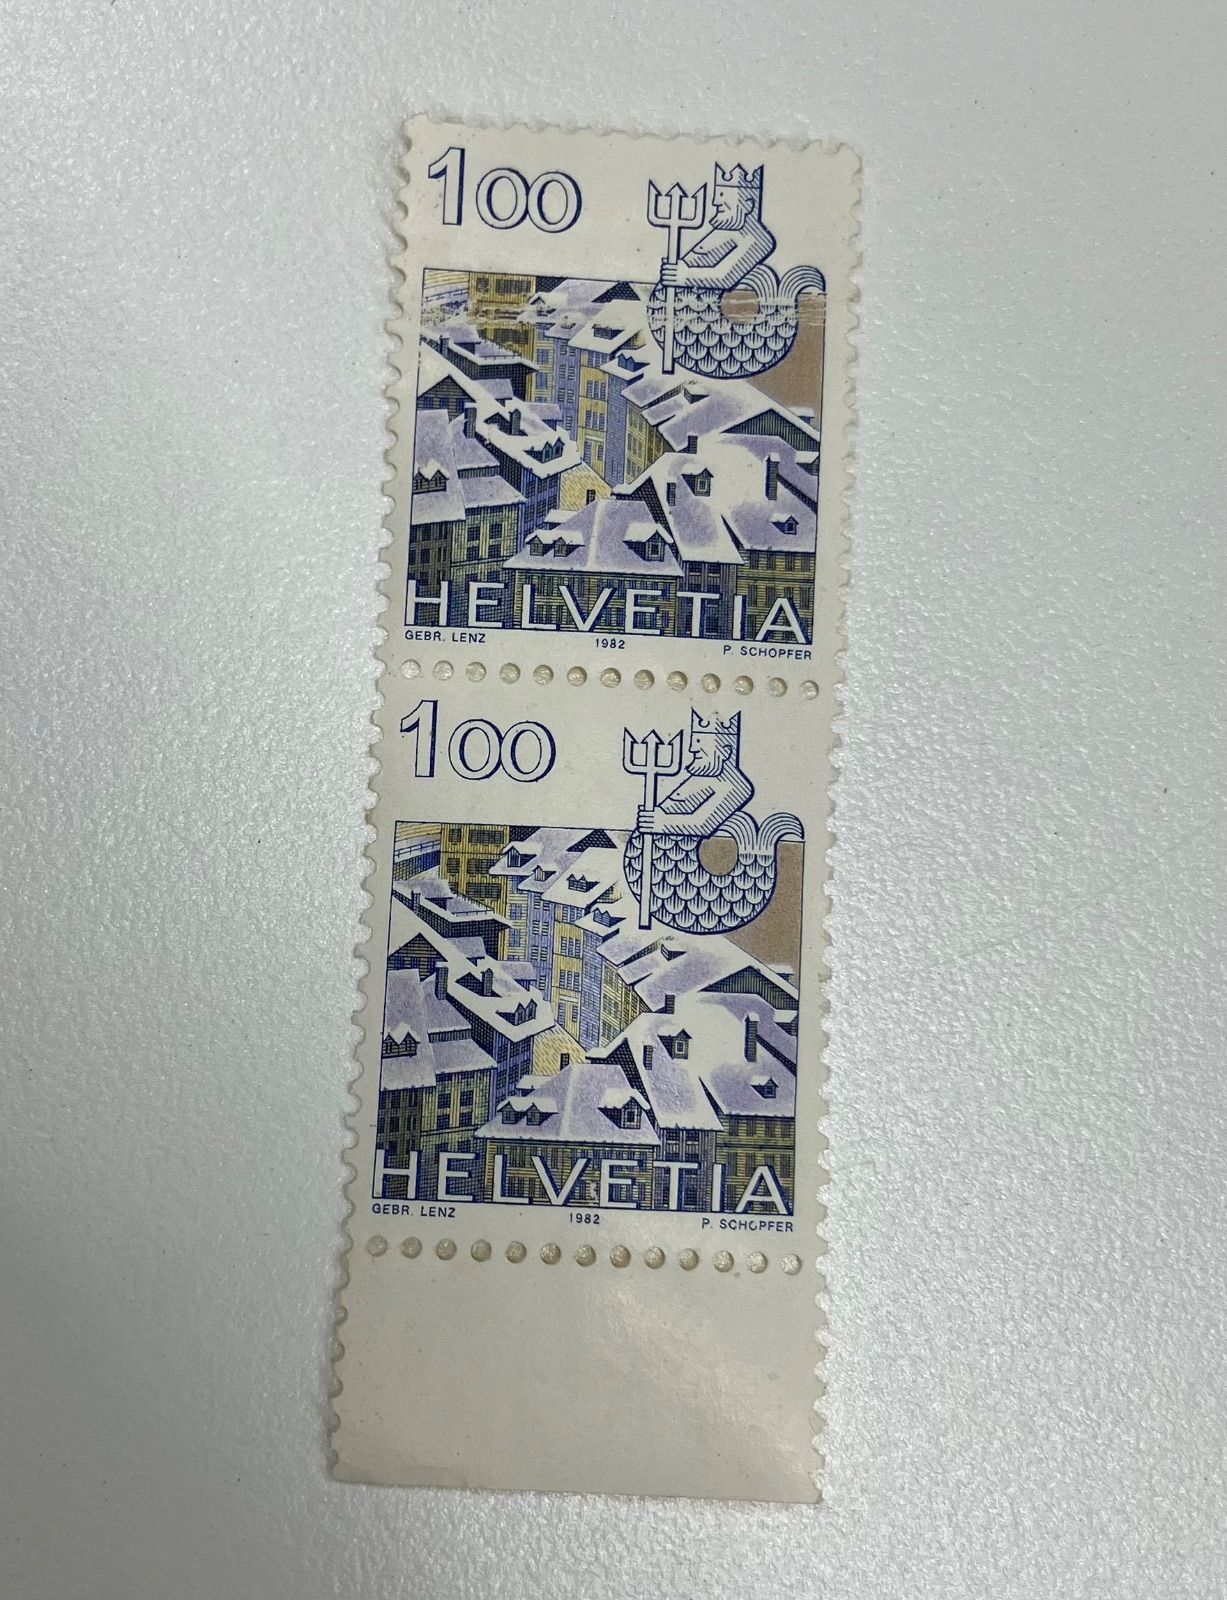 100
HELVETIA
GEBR. LENZ 1982 P. SCHOPFER
100
HELVETIA
GEBR. LENZ 1982 P. SCHOPFER